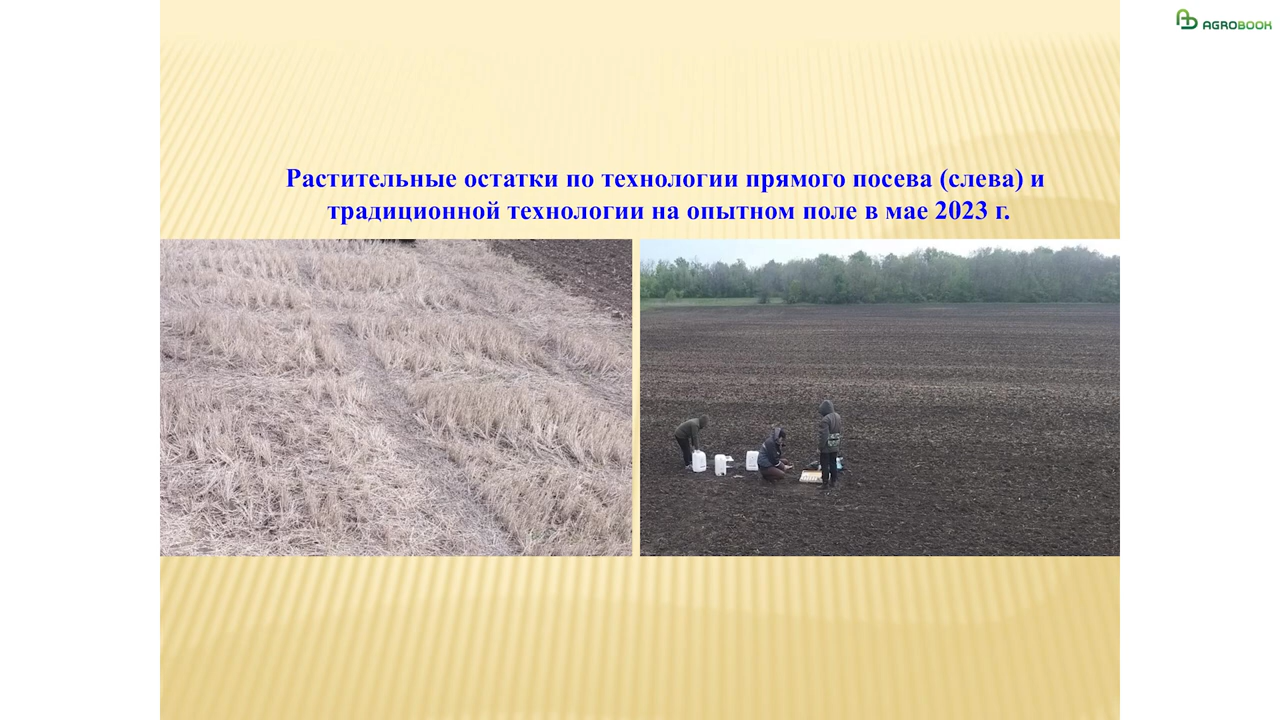 AGROBOOK
Растительные остатки по технологии прямого посева (слева) и
традиционной технологии на опытном поле в мае 2023 г.